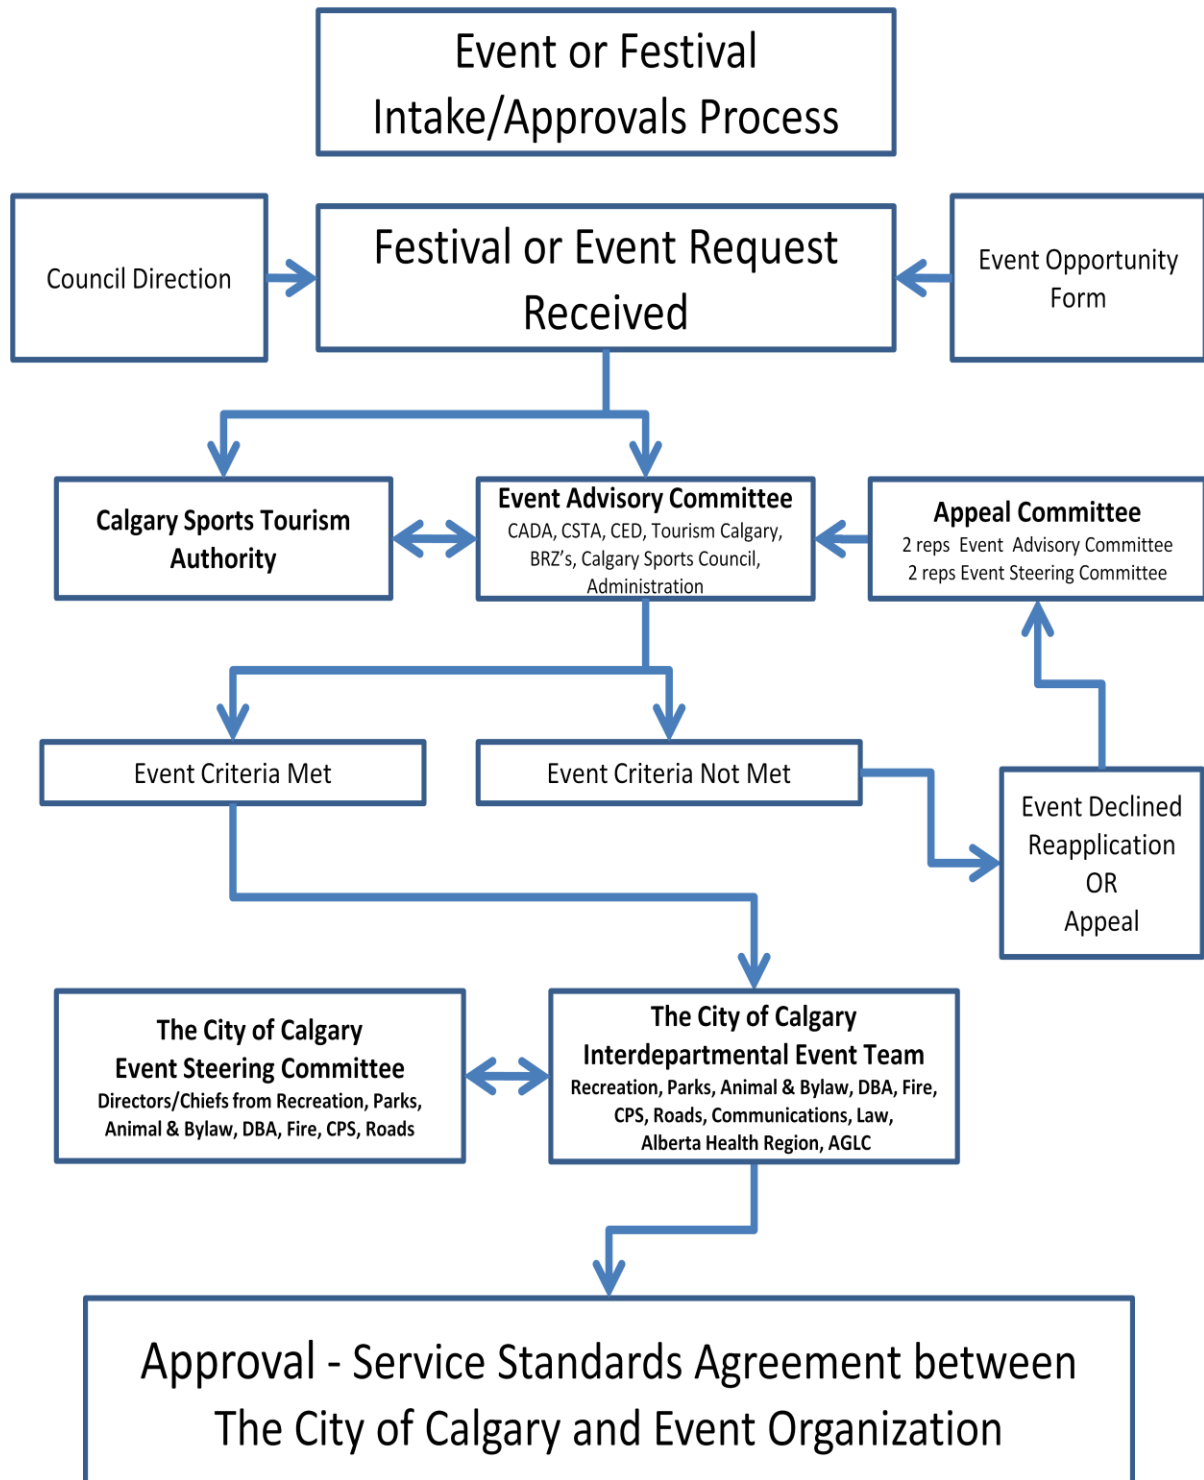 Event or Festival
Intake/Approvals Process
Council Direction
Festival or Event Request
Received
Event Opportunity
Form
Calgary Sports Tourism
Authority
Event Advisory Committee
CADA, CSTA, CED, Tourism Calgary,
BRZ's, Calgary Sports Council,
Administration
Appeal Committee
2 reps Event Advisory Committee
2 reps Event Steering Committee
Event Criteria Met
Event Criteria Not Met
Event Declined
Reapplication
OR
Appeal
The City of Calgary
Event Steering Committee
Directors/Chiefs from Recreation, Parks,
Animal & Bylaw, DBA, Fire, CPS, Roads
The City of Calgary
Interdepartmental Event Team
Recreation, Parks, Animal & Bylaw, DBA, Fire,
CPS, Roads, Communications, Law,
Alberta Health Region, AGLC
Approval - Service Standards Agreement between
The City of Calgary and Event Organization